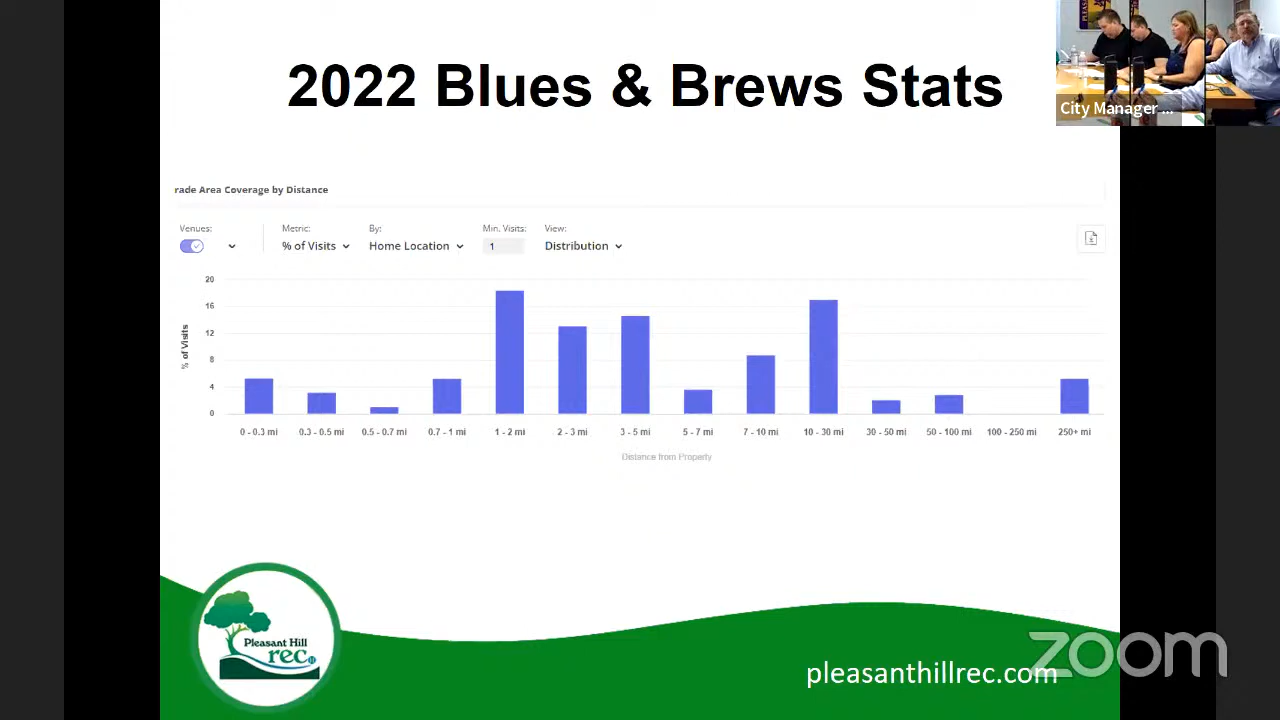 2022 Blues & Brews Stats
PLEAS
City Manager ...
rade Area Coverage by Distance
Venues:
Metric:
By:
Min. Visits:
View:
% of Visits
Home Location
1
Distribution
20
16
12
8
4
0
% of Visits
0 - 0.3 mi
0.3 - 0.5 mi
0.5 - 0.7 mi
0.7 - 1 mi
1 - 2 mi
2 - 3 mi
3 - 5 mi
5 - 7 mi
7 - 10 mi
10 - 30 mi
30 - 50 mi
50 - 100 mi
100 - 250 mi
250+ mi
Distance from Property
Pleasant Hill
rec
pleasanthillrec.com
zoom